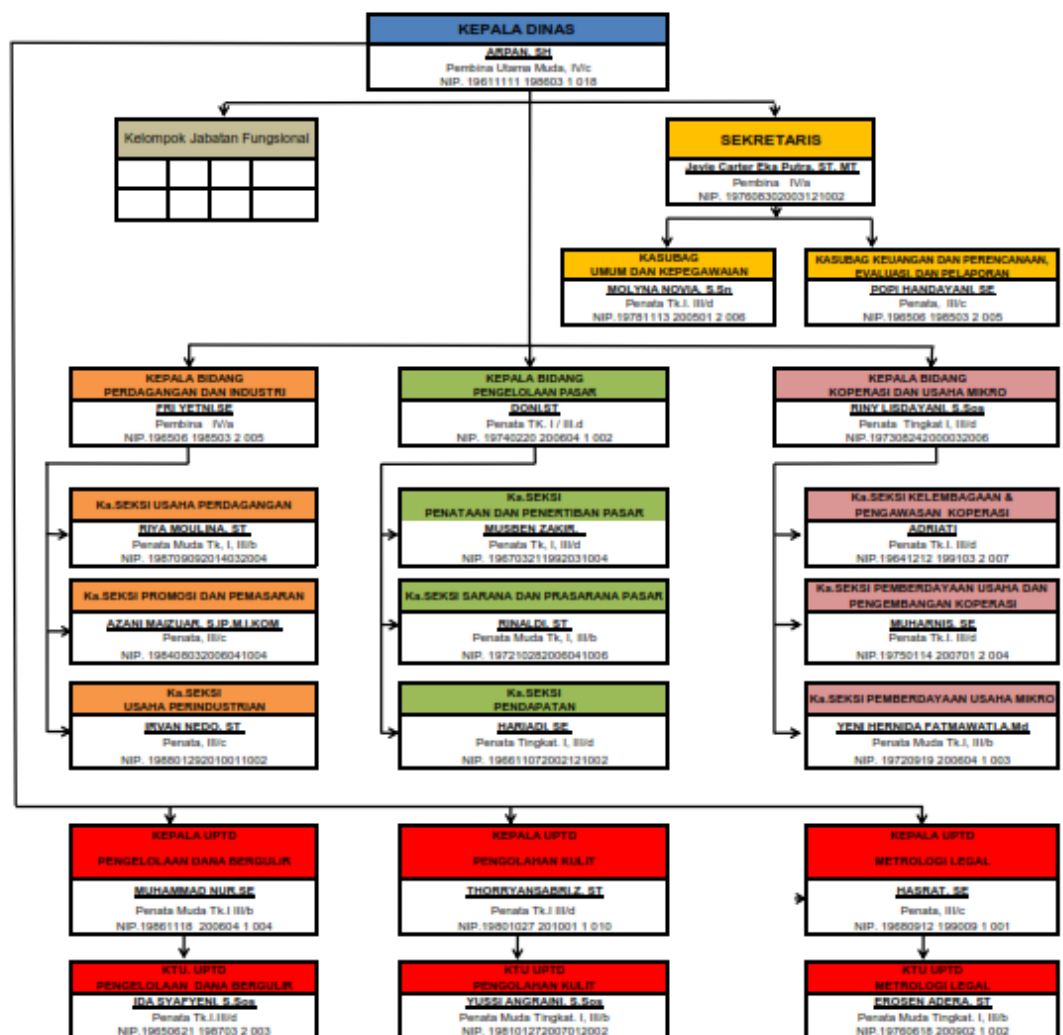 KEPALA DINAS
ARPAN, SH
Pembina Utama Muda, IV/c
NIP. 19611111 198603 1 018
Kelompok Jabatan Fungsional
SEKRETARIS
Jevie Carter Eka Putra, ST, MT
Pembina IV/a
NIP. 197608302003121002
KASUBAG
UMUM DAN KEPEGAWAIAN
MOLYNA NOVIA, S.Sn
Penata Tk.I. III/d
NIP.19781113 200501 2 006
KASUBAG KEUANGAN DAN PERENCANAAN,
EVALUASI, DAN PELAPORAN
POPI HANDAYANI, SE
Penata, III/c
NIP.196506 198503 2 005
KEPALA BIDANG
PERDAGANGAN DAN INDUSTRI
FRI YETNI,SE
Pembina IV/a
NIP.196506 198503 2 005
KEPALA BIDANG
PENGELOLAAN PASAR
DONI,ST
Penata TK. I / III.d
NIP. 19740220 200604 1 002
KEPALA BIDANG
KOPERASI DAN USAHA MIKRO
RINY LISDAYANI, S.Sos
Penata Tingkat I, III/d
NIP.197308242000032006
Ka.SEKSI USAHA PERDAGANGAN
RIYA MOULINA, ST
Penata Muda Tk, I, III/b
NIP. 198709092014032004
Ka.SEKSI
PENATAAN DAN PENERTIBAN PASAR
MUSBEN ZAKIR,
Penata Tk, I, III/d
NIP. 196703211992031004
Ka.SEKSI KELEMBAGAAN &
PENGAWASAN KOPERASI
ADRIATI
Penata Tk.I. III/d
NIP.19641212 199103 2 007
Ka.SEKSI PROMOSI DAN PEMASARAN
AZANI MAIZUAR, S.IP,M.I.KOM
Penata, III/c
NIP. 198408032006041004
Ka.SEKSI SARANA DAN PRASARANA PASAR
RINALDI, ST
Penata Muda Tk, I, III/b
NIP. 197210282006041006
Ka.SEKSI PEMBERDAYAAN USAHA DAN
PENGEMBANGAN KOPERASI
MUHARNIS, SE
Penata Tk.I. III/d
NIP.19750114 200701 2 004
Ka.SEKSI
USAHA PERINDUSTRIAN
IRVAN NEDO, ST
Penata, III/c
NIP. 198801292010011002
Ka.SEKSI
PENDAPATAN
HARIADI, SE
Penata Tingkat. I, III/d
NIP. 196611072002121002
Ka.SEKSI PEMBERDAYAAN USAHA MIKRO
YENI HERNIDA FATMAWATI,A.Md
Penata Muda Tk.I, III/b
NIP. 19720919 200604 1 003
KEPALA UPTD
PENGELOLAAN DANA BERGULIR
MUHAMMAD NUR,SE
Penata Muda Tk.I III/b
NIP.19861118 200604 1 004
KEPALA UPTD
PENGOLAHAN KULIT
THORRYANSABRI.Z, ST
Penata Tk.I III/d
NIP.19801027 201001 1 010
KEPALA UPTD
METROLOGI LEGAL
HASRAT, SE
Penata, III/c
NIP. 19680912 199009 1 001
KTU. UPTD
PENGELOLAAN DANA BERGULIR
IDA SYAFYENI, S.Sos
Penata Tk.I.III/d
NIP.19650621 198703 2 003
KTU UPTD
PENGOLAHAN KULIT
YUSSI ANGRAINI, S.Sos
Penata Muda Tingkat. I, III/b
NIP. 198101272007012002
KTU UPTD
METROLOGI LEGAL
EROSEN ADERA, ST
Penata Muda Tingkat. I, III/b
NIP.19760618 200902 1 002